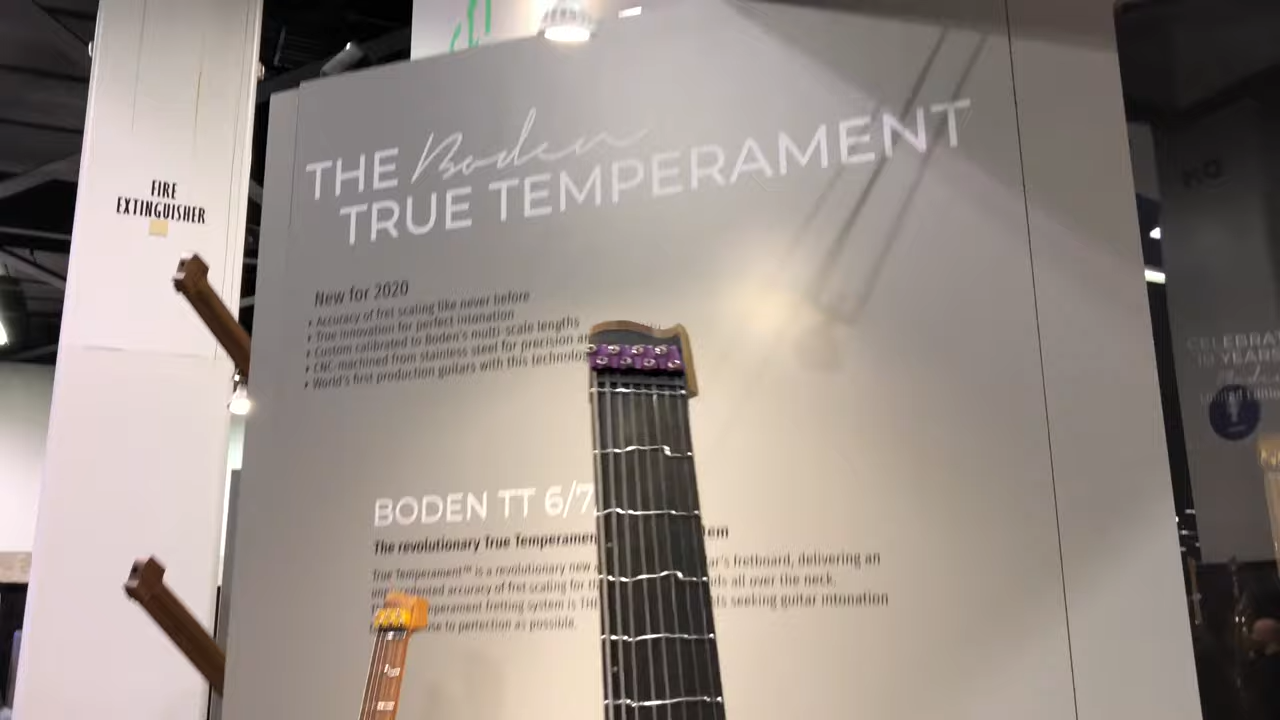 FIRE
EXTINGUISHER
THE Boden
TRUE TEMPERAMENT
New for 2020
• Accuracy of fret scaling like never before
• True innovation for perfect intonation
• Custom calibrated to Boden's multi-scale lengths
• CNC-machined from stainless steel for precision
• World's first production guitars with this
BODEN TT 6/7
The revolutionary True
True Temperament™ is a revolutionary new fretboard, delivering an
accuracy of fret scaling for all over the neck.
fretting system is seeking guitar intonation
to perfection as possible.
CELEBRA
10 YEARS